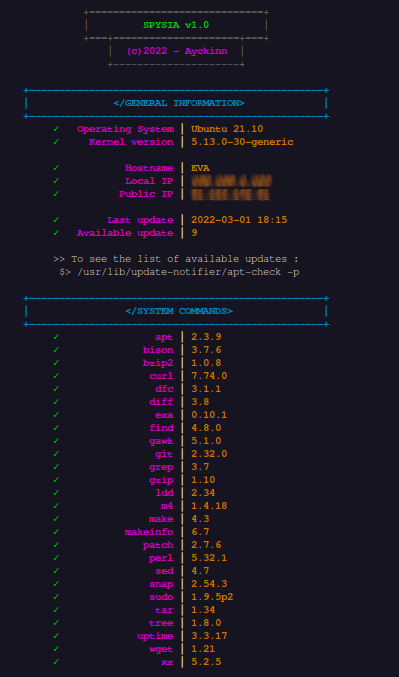 SPYSIA v1.0
(c)2022 - Ayckinn
</GENERAL INFORMATION>
✓ Operating System | Ubuntu 21.10
✓ Kernel version | 5.13.0-30-generic
✓ Hostname | EVA
✓ Local IP |
✓ Public IP |
✓ Last update | 2022-03-01 18:15
✓ Available update | 9
>> To see the list of available updates :
$> /usr/lib/update-notifier/apt-check -p
</SYSTEM COMMANDS>
✓ apt | 2.3.9
✓ bison | 3.7.6
✓ bzip2 | 1.0.8
✓ curl | 7.74.0
✓ dfc | 3.1.1
✓ diff | 3.8
✓ exa | 0.10.1
✓ find | 4.8.0
✓ gawk | 5.1.0
✓ git | 2.32.0
✓ grep | 3.7
✓ gzip | 1.10
✓ ldd | 2.34
✓ m4 | 1.4.18
✓ make | 4.3
✓ makeinfo | 6.7
✓ patch | 2.7.6
✓ perl | 5.32.1
✓ sed | 4.7
✓ snap | 2.54.3
✓ sudo | 1.9.5p2
✓ tar | 1.34
✓ tree | 1.8.0
✓ uptime | 3.3.17
✓ wget | 1.21
✓ xz | 5.2.5